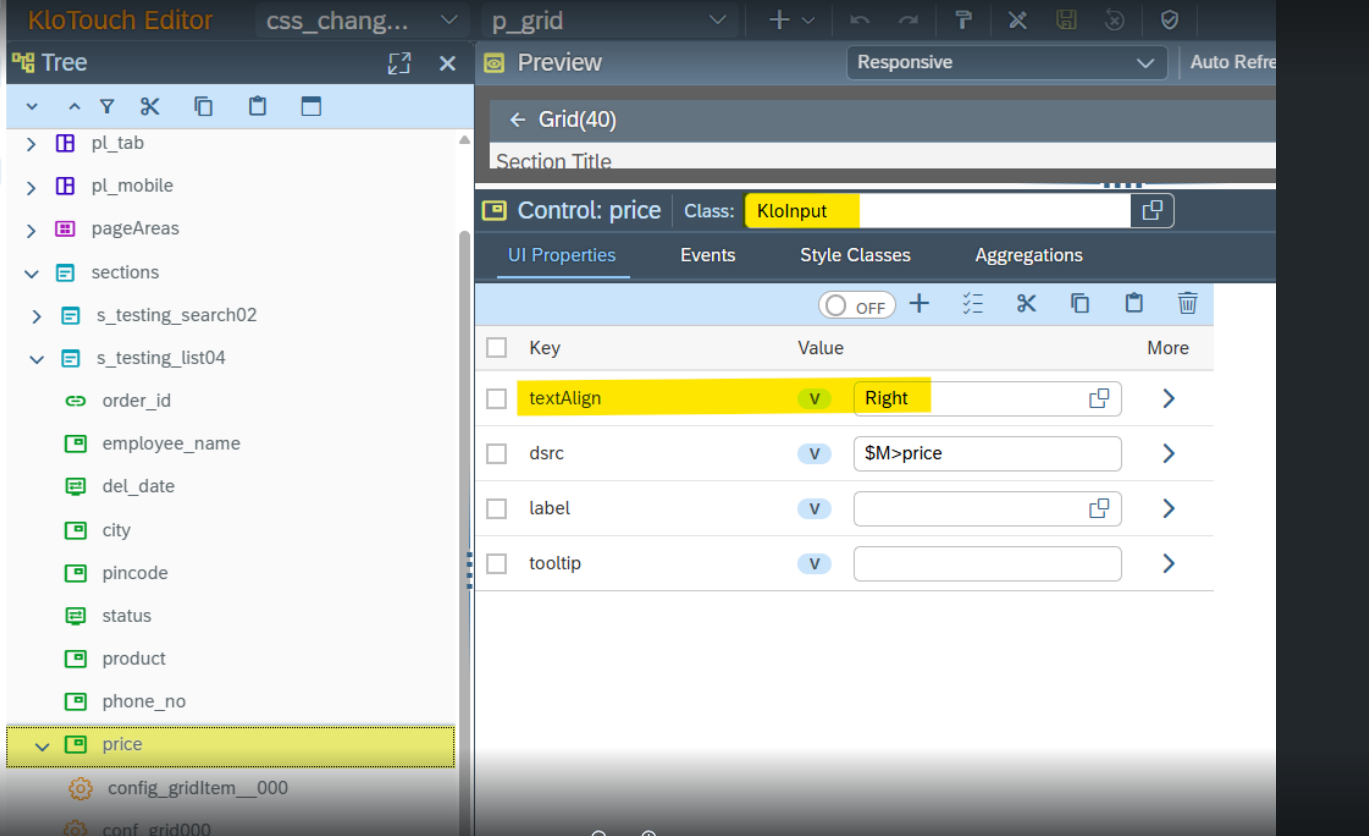 KloTouch Editor css_chang... p_grid
Tree
Preview Responsive Auto Refre
Grid(40)
Section Title
pl_tab
pl_mobile
pageAreas
sections
s_testing_search02
s_testing_list04
order_id
employee_name
del_date
city
pincode
status
product
phone_no
price
config_gridItem__000
conf_grid000
Control: price Class: KloInput
UI Properties Events Style Classes Aggregations
OFF
Key Value More
textAlign V Right
dsrc V $M>price
label V
tooltip V